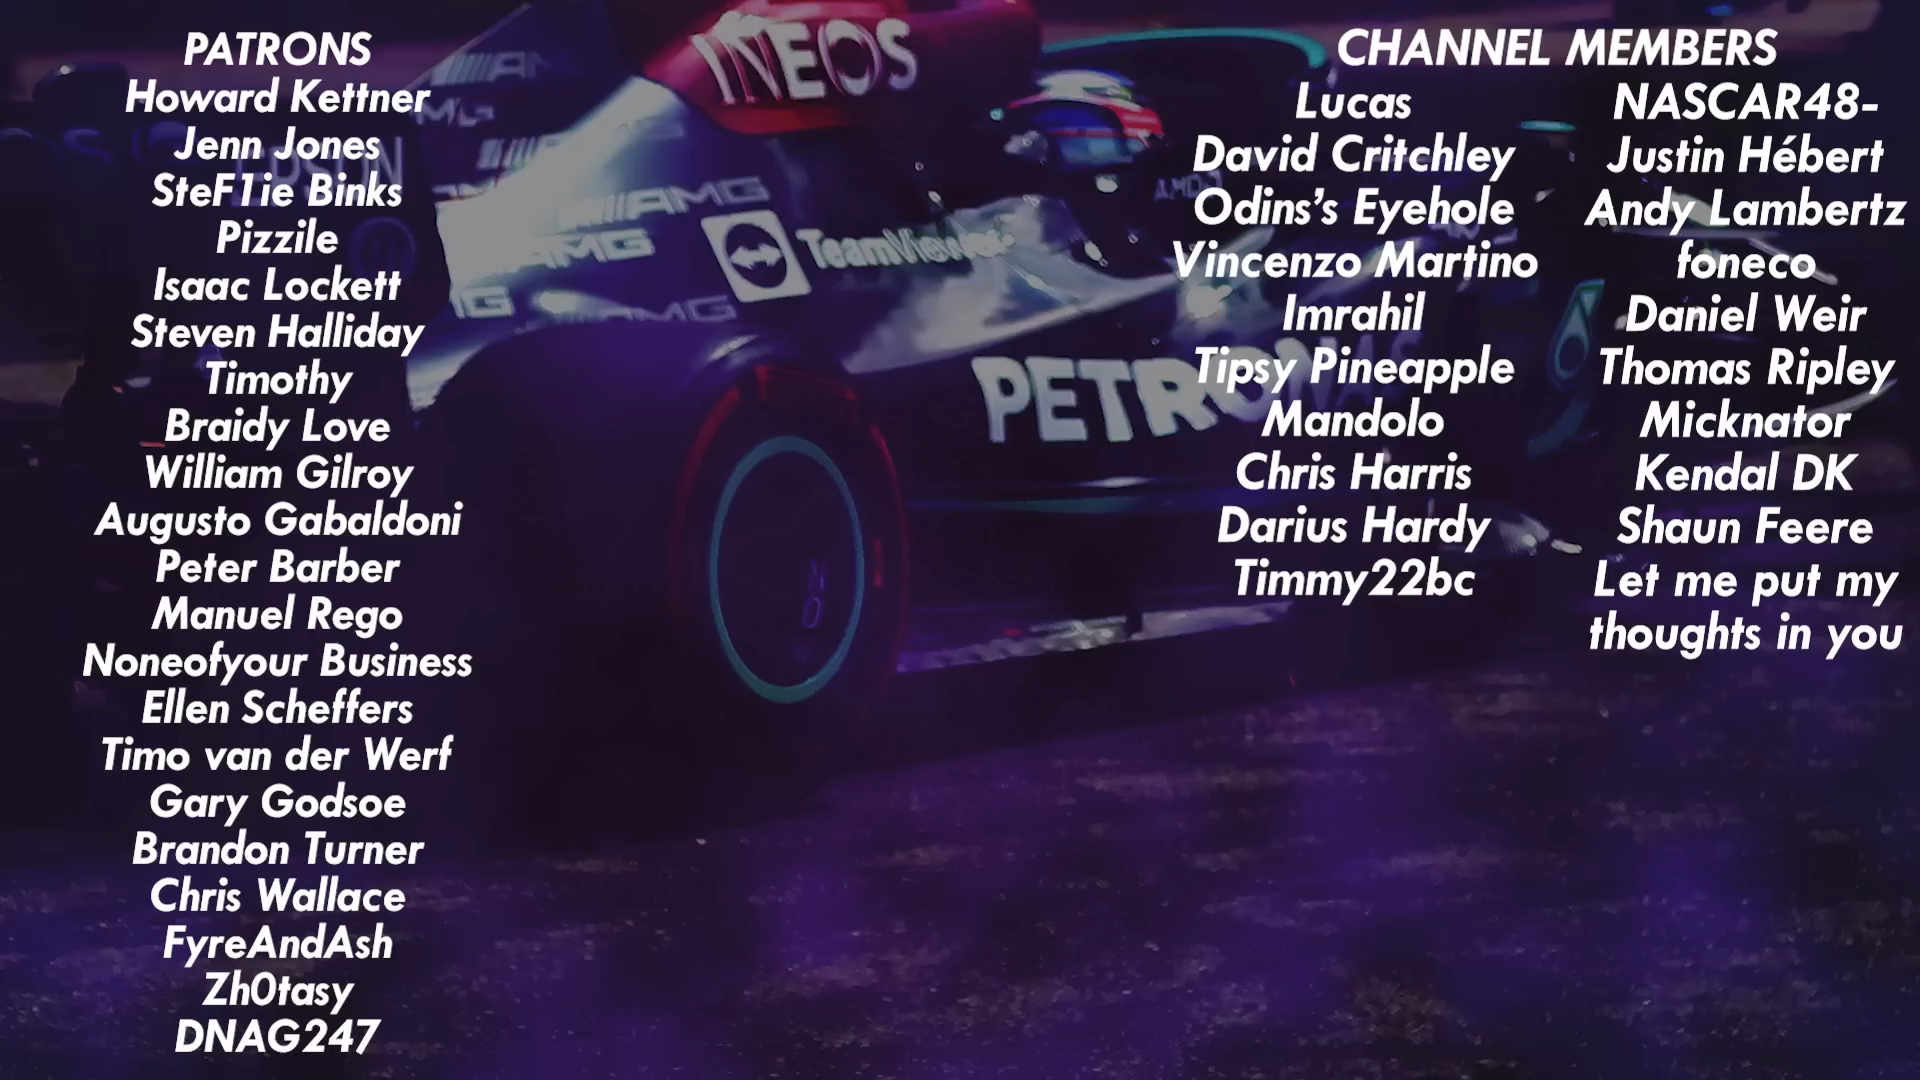 PATRONS
Howard Kettner
Jenn Jones
SteF1ie Binks
Pizzile
Isaac Lockett
Steven Halliday
Timothy
Braidy Love
William Gilroy
Augusto Gabaldoni
Peter Barber
Manuel Rego
Noneofyour Business
Ellen Scheffers
Timo van der Werf
Gary Godsoe
Brandon Turner
Chris Wallace
FyreAndAsh
Zh0tasy
DNAG247
INEOS
AMG
AMG
TeamViewer
AMG
PETRONAS
EPSON
CHANNEL MEMBERS
Lucas
David Critchley
Odins's Eyehole
Vincenzo Martino
Imrahil
Tipsy Pineapple
Mandolo
Chris Harris
Darius Hardy
Timmy22bc
NASCAR48-
Justin Hébert
Andy Lambertz
foneco
Daniel Weir
Thomas Ripley
Micknator
Kendal DK
Shaun Feere
Let me put my
thoughts in you